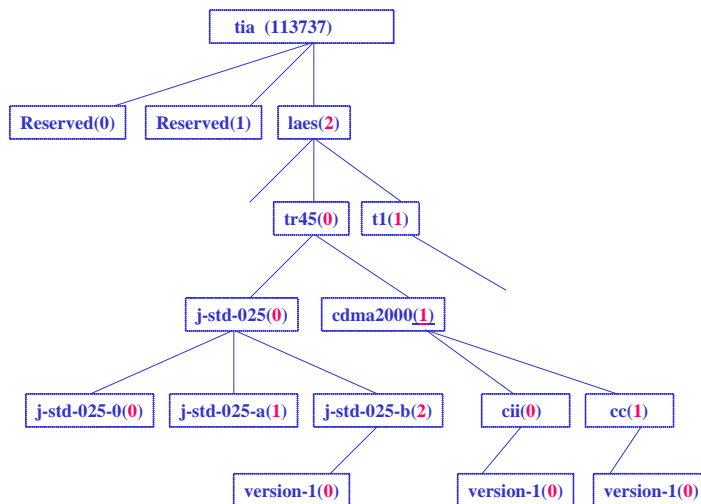 tia (113737)
Reserved(0)
Reserved(1)
laes(2)
tr45(0)
t1(1)
j-std-025(0)
cdma2000(1)
j-std-025-0(0)
j-std-025-a(1)
j-std-025-b(2)
cii(0)
cc(1)
version-1(0)
version-1(0)
version-1(0)